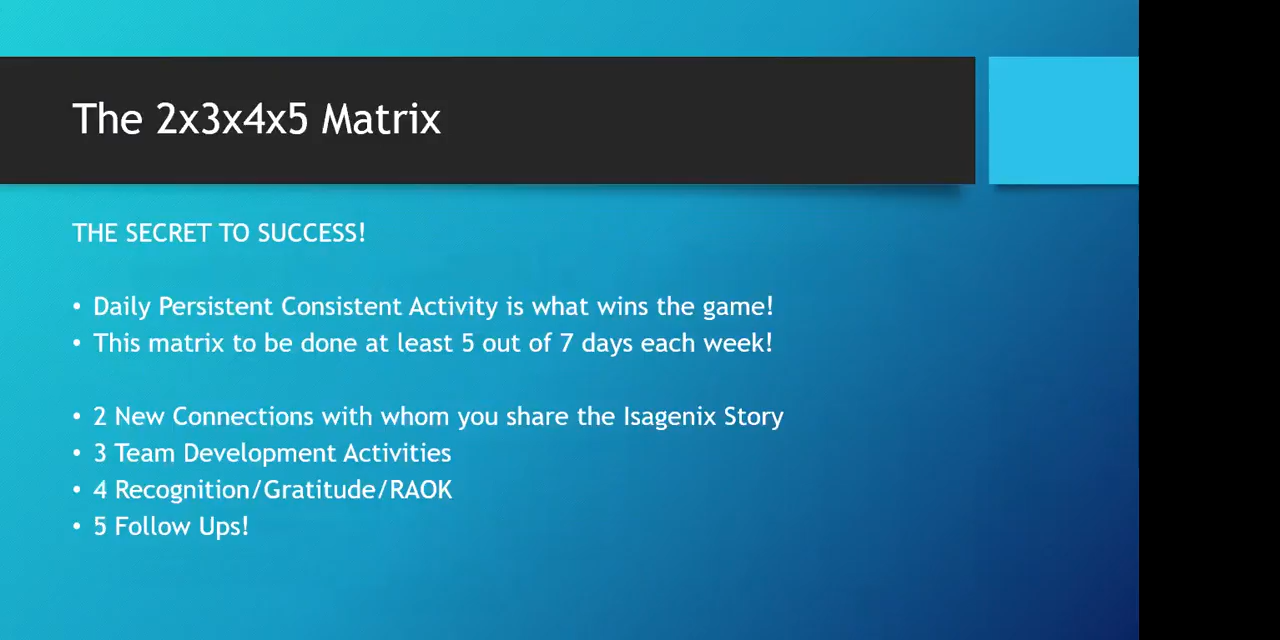 The 2x3x4x5 Matrix
THE SECRET TO SUCCESS!
• Daily Persistent Consistent Activity is what wins the game!
• This matrix to be done at least 5 out of 7 days each week!
• 2 New Connections with whom you share the Isagenix Story
• 3 Team Development Activities
• 4 Recognition/Gratitude/RAOK
• 5 Follow Ups!